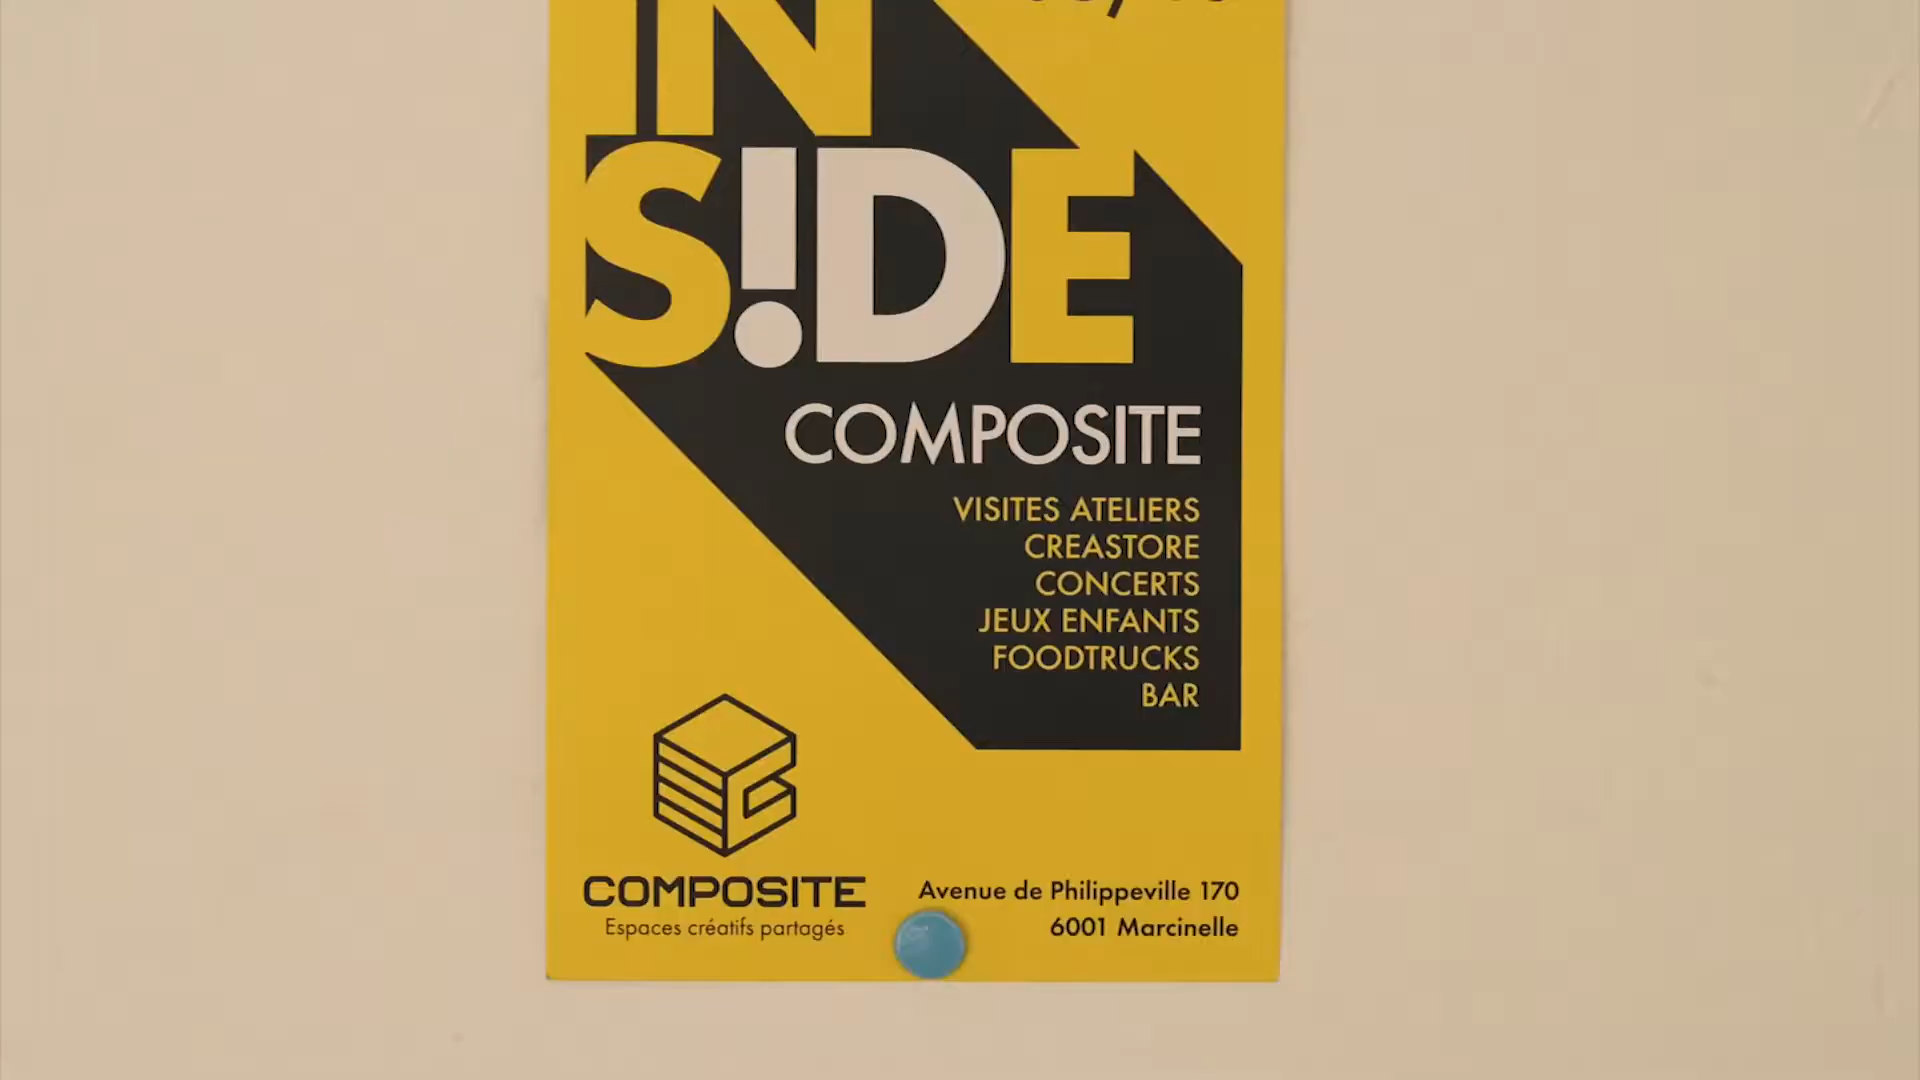 IN
S!DE
COMPOSITE
VISITES ATELIERS
CREASTORE
CONCERTS
JEUX ENFANTS
FOODTRUCKS
BAR
COMPOSITE
Espaces créatifs partagés
Avenue de Philippeville 170
6001 Marcinelle